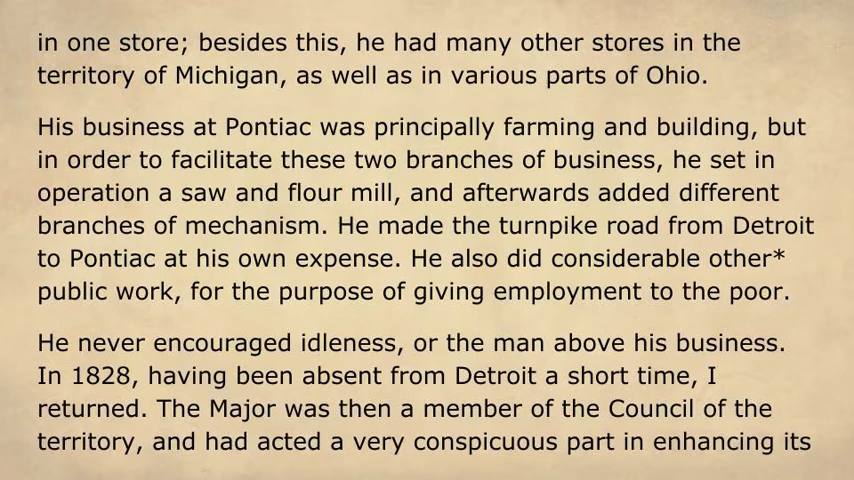 in one store; besides this, he had many other stores in the
territory of Michigan, as well as in various parts of Ohio.
His business at Pontiac was principally farming and building, but
in order to facilitate these two branches of business, he set in
operation a saw and flour mill, and afterwards added different
branches of mechanism. He made the turnpike road from Detroit
to Pontiac at his own expense. He also did considerable other*
public work, for the purpose of giving employment to the poor.
He never encouraged idleness, or the man above his business.
In 1828, having been absent from Detroit a short time, I
returned. The Major was then a member of the Council of the
territory, and had acted a very conspicuous part in enhancing its